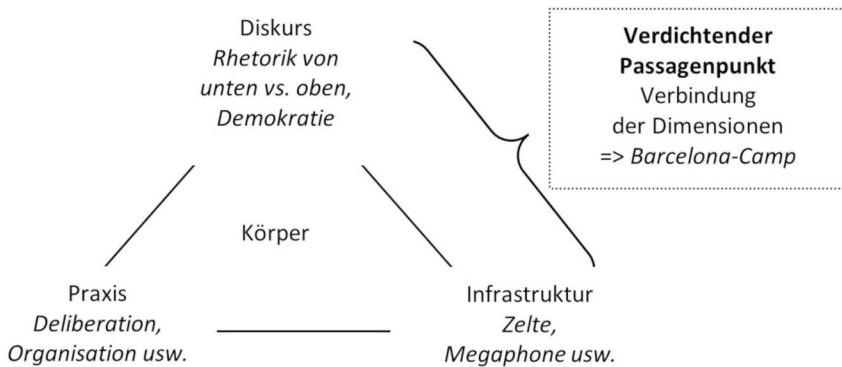 Diskurs
Rhetorik von
unten vs. oben,
Demokratie
Verdichtender
Passagenpunkt
Verbindung
der Dimensionen
=> Barcelona-Camp
Körper
Praxis
Deliberation,
Organisation usw.
Infrastruktur
Zelte,
Megaphone usw.